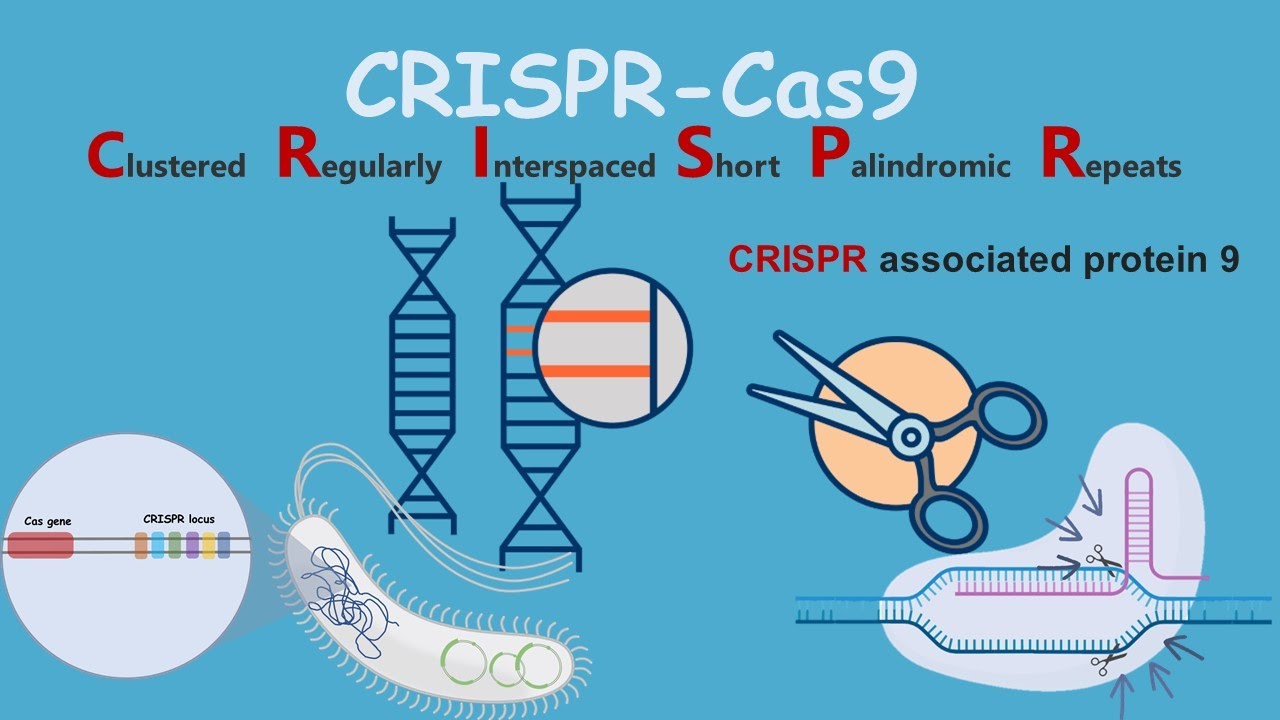 CRISPR-Cas9
Clustered Regularly Interspaced Short Palindromic Repeats
CRISPR associated protein 9
Cas gene
CRISPR locus